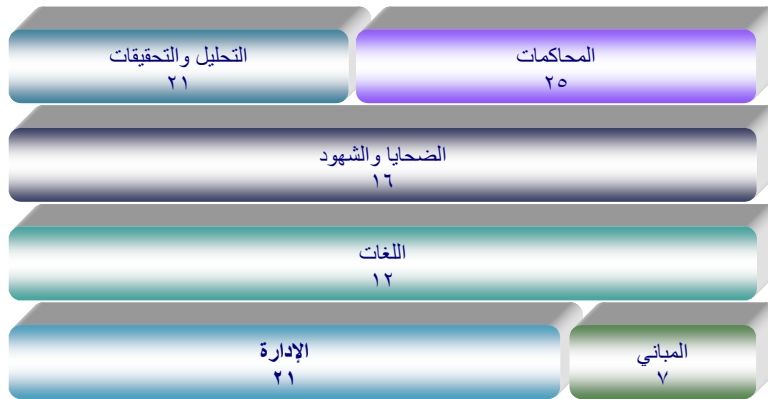 المحاكمات
٢٥
التحليل والتحقيقات
٢١
الضحايا والشهود
١٦
اللغات
١٢
المباني
٧
الإدارة
٢١